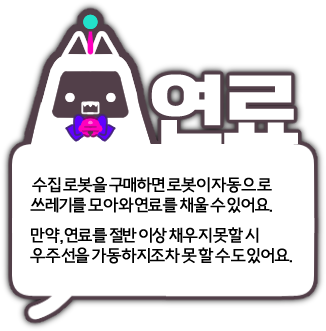 연료
수집 로봇을 구매하면 로봇이 자동으로
쓰레기를 모아와 연료를 채울 수 있어요.
만약, 연료를 절반 이상 채우지 못할 시
우주선을 가동하지조차 못 할 수도 있어요.